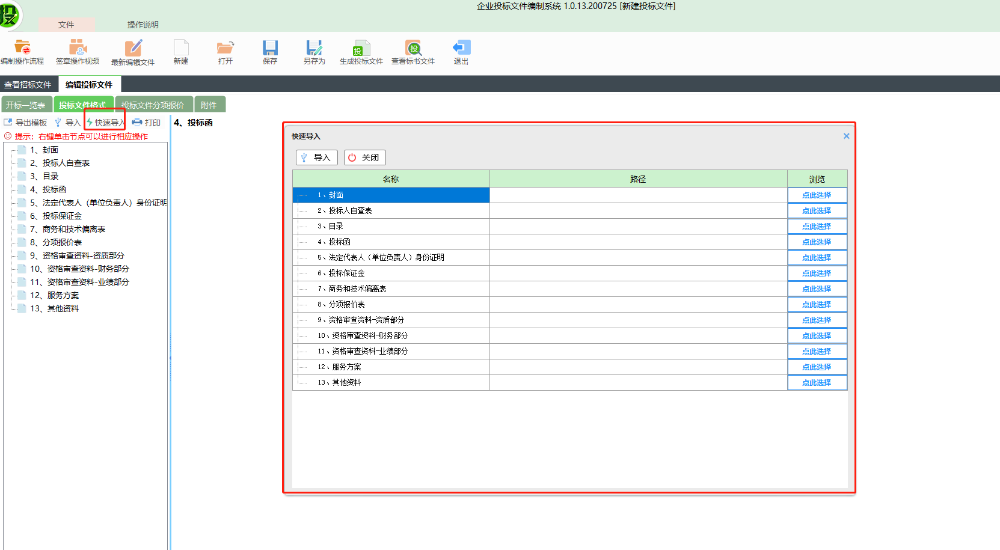 投
企业投标文件编制系统 1.0.13.200725 [新建投标文件]
文件 操作说明
编制操作流程 签章操作视频 最新编辑文件 新建 打开 保存 另存为 生成投标文件 查看标书文件 退出
投 投
查看招标文件 编辑投标文件
开标一览表 投标文件格式 投标文件分项报价 附件
导出模板 导入 快速导入 打印
提示：右键单击节点可以进行相应操作
1、封面
2、投标人自查表
3、目录
4、投标函
5、法定代表人（单位负责人）身份证明
6、投标保证金
7、商务和技术偏离表
8、分项报价表
9、资格审查资料-资质部分
10、资格审查资料-财务部分
11、资格审查资料-业绩部分
12、服务方案
13、其他资料
4、投标函
快速导入
导入 关闭
名称 路径 浏览
1、封面 点此选择
2、投标人自查表 点此选择
3、目录 点此选择
4、投标函 点此选择
5、法定代表人（单位负责人）身份证明 点此选择
6、投标保证金 点此选择
7、商务和技术偏离表 点此选择
8、分项报价表 点此选择
9、资格审查资料-资质部分 点此选择
10、资格审查资料-财务部分 点此选择
11、资格审查资料-业绩部分 点此选择
12、服务方案 点此选择
13、其他资料 点此选择